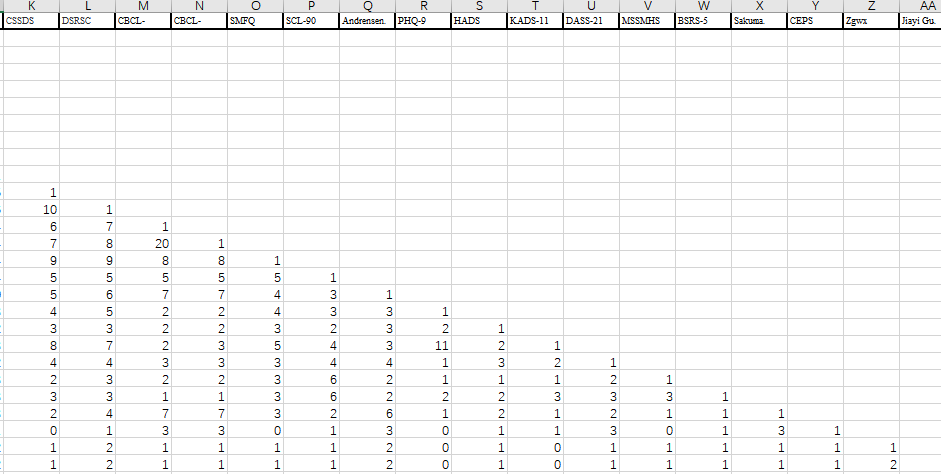 K L M N O P Q R S T U V W X Y Z AA
CSSDS DSRSC CBCL- CBCL- SMFQ SCL-90 Andrensen. PHQ-9 HADS KADS-11 DASS-21 MSSMHS BSRS-5 Sakuma. CEPS Zgwx Jiayi Gu.
1
10 1
6 7 1
7 8 20 1
9 9 8 8 1
5 5 5 5 5 1
5 6 7 7 4 3 1
4 5 2 2 4 3 3 1
3 3 2 2 3 2 3 2 1
8 7 2 3 5 4 3 11 2 1
4 4 3 3 3 4 4 1 3 2 1
2 3 2 2 3 6 2 1 1 1 2 1
3 3 1 1 3 6 2 2 2 3 3 3 1
2 4 7 7 3 2 6 1 2 1 2 1 1 1
0 1 3 3 0 1 3 0 1 1 3 0 1 3 1
1 2 1 1 1 1 2 0 1 0 1 1 1 1 1 1
1 2 1 1 1 1 2 0 1 0 1 1 1 1 1 2